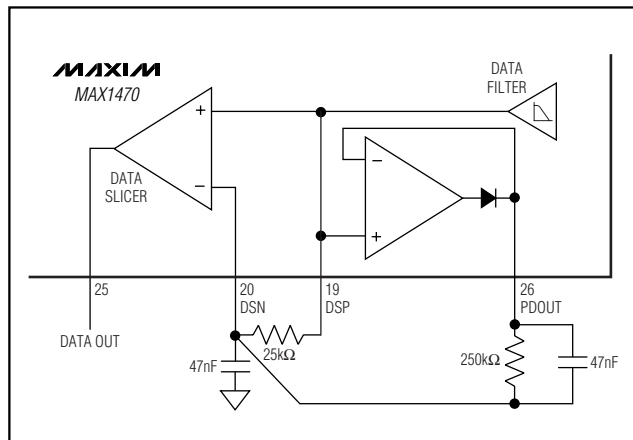 MAXIM
MAX1470
DATA
FILTER
+
−
DATA
SLICER
−
+
25
20
DSN
19
DSP
26
PDOUT
DATA OUT
25kΩ
47nF
250kΩ
47nF